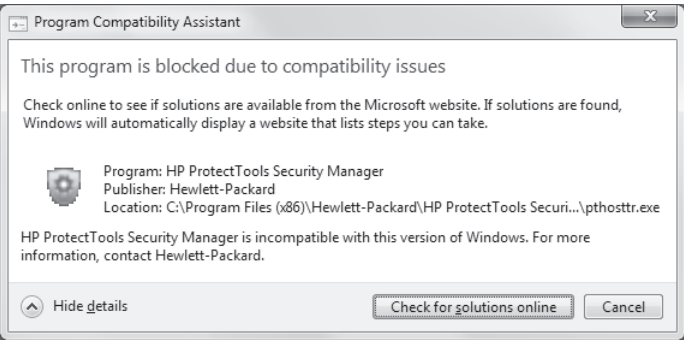 Program Compatibility Assistant
This program is blocked due to compatibility issues
Check online to see if solutions are available from the Microsoft website. If solutions are found,
Windows will automatically display a website that lists steps you can take.
Program: HP ProtectTools Security Manager
Publisher: Hewlett-Packard
Location: C:\Program Files (x86)\Hewlett-Packard\HP ProtectTools Securi...\pthosttr.exe
HP ProtectTools Security Manager is incompatible with this version of Windows. For more
information, contact Hewlett-Packard.
Hide details
Check for solutions online
Cancel